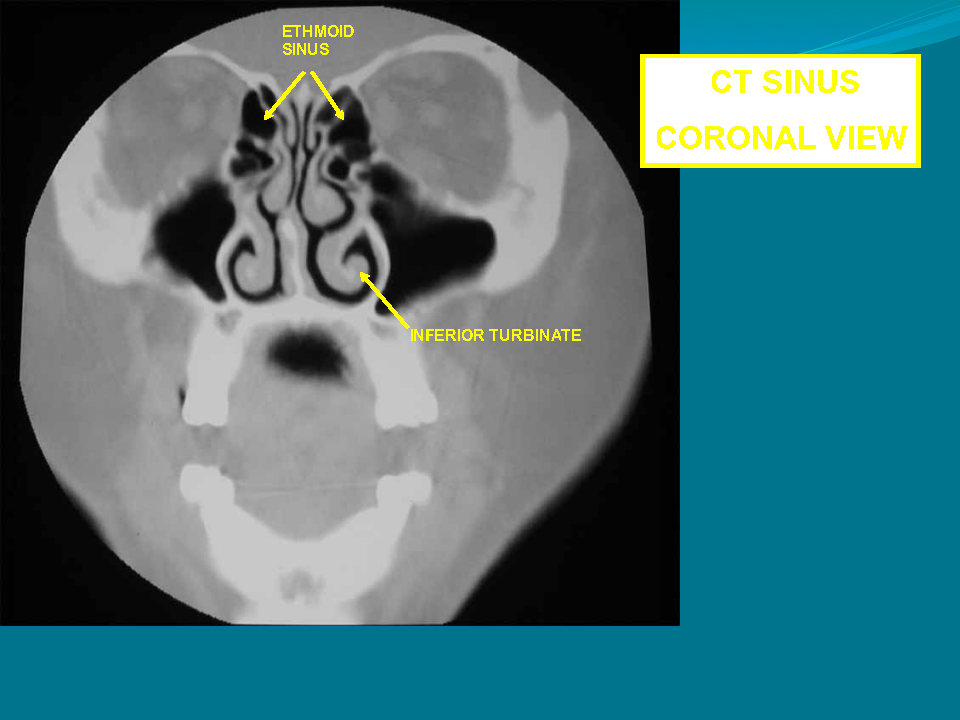 ETHMOID
SINUS
CT SINUS
CORONAL VIEW
INFERIOR TURBINATE